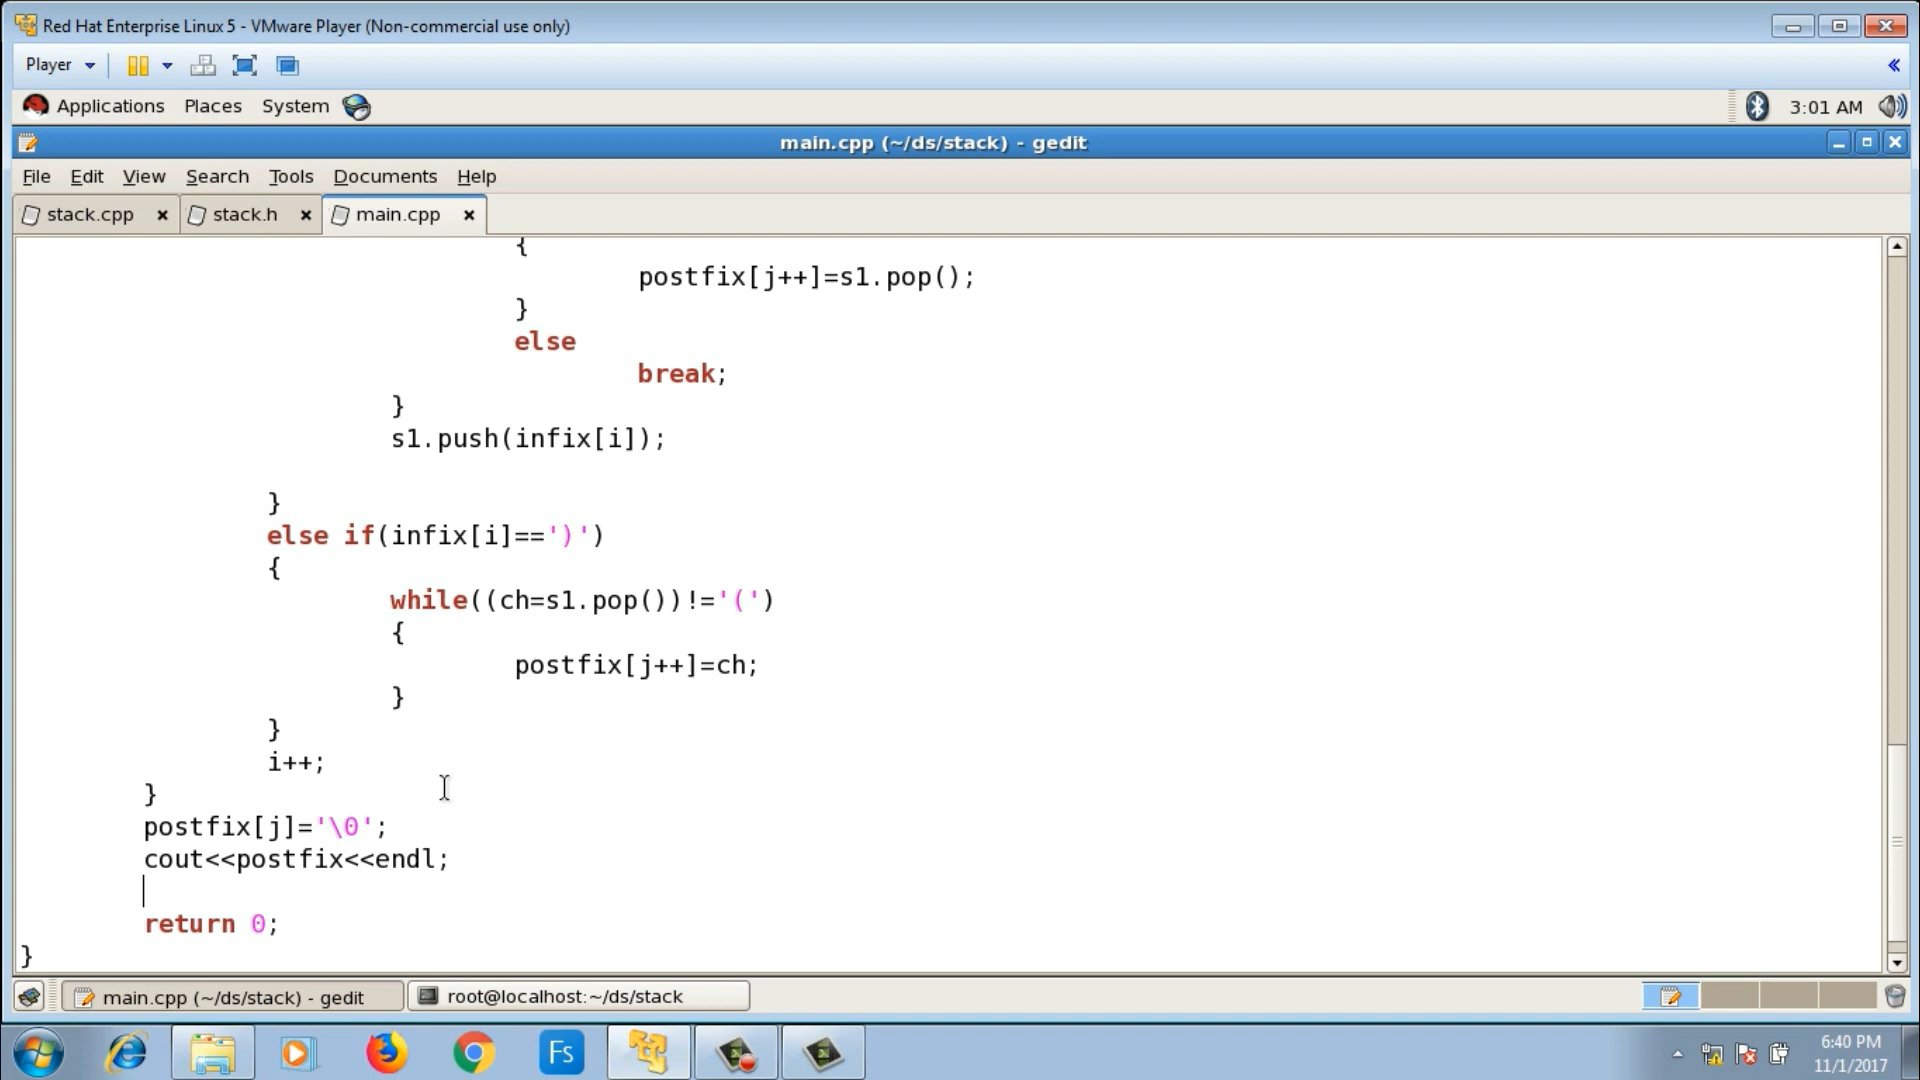 Red Hat Enterprise Linux 5 - VMware Player (Non-commercial use only)
Player
Applications Places System 3:01 AM
main.cpp (~/ds/stack) - gedit
File Edit View Search Tools Documents Help
stack.cpp stack.h main.cpp
{
postfix[j++]=s1.pop();
}
else
break;
}
s1.push(infix[i]);
}
else if(infix[i]==')')
{
while((ch=s1.pop())!='(')
{
postfix[j++]=ch;
}
}
i++;
}
postfix[j]='\0';
cout<<postfix<<endl;
return 0;
}
main.cpp (~/ds/stack) - gedit root@localhost:~/ds/stack
Fs
6:40 PM
11/1/2017